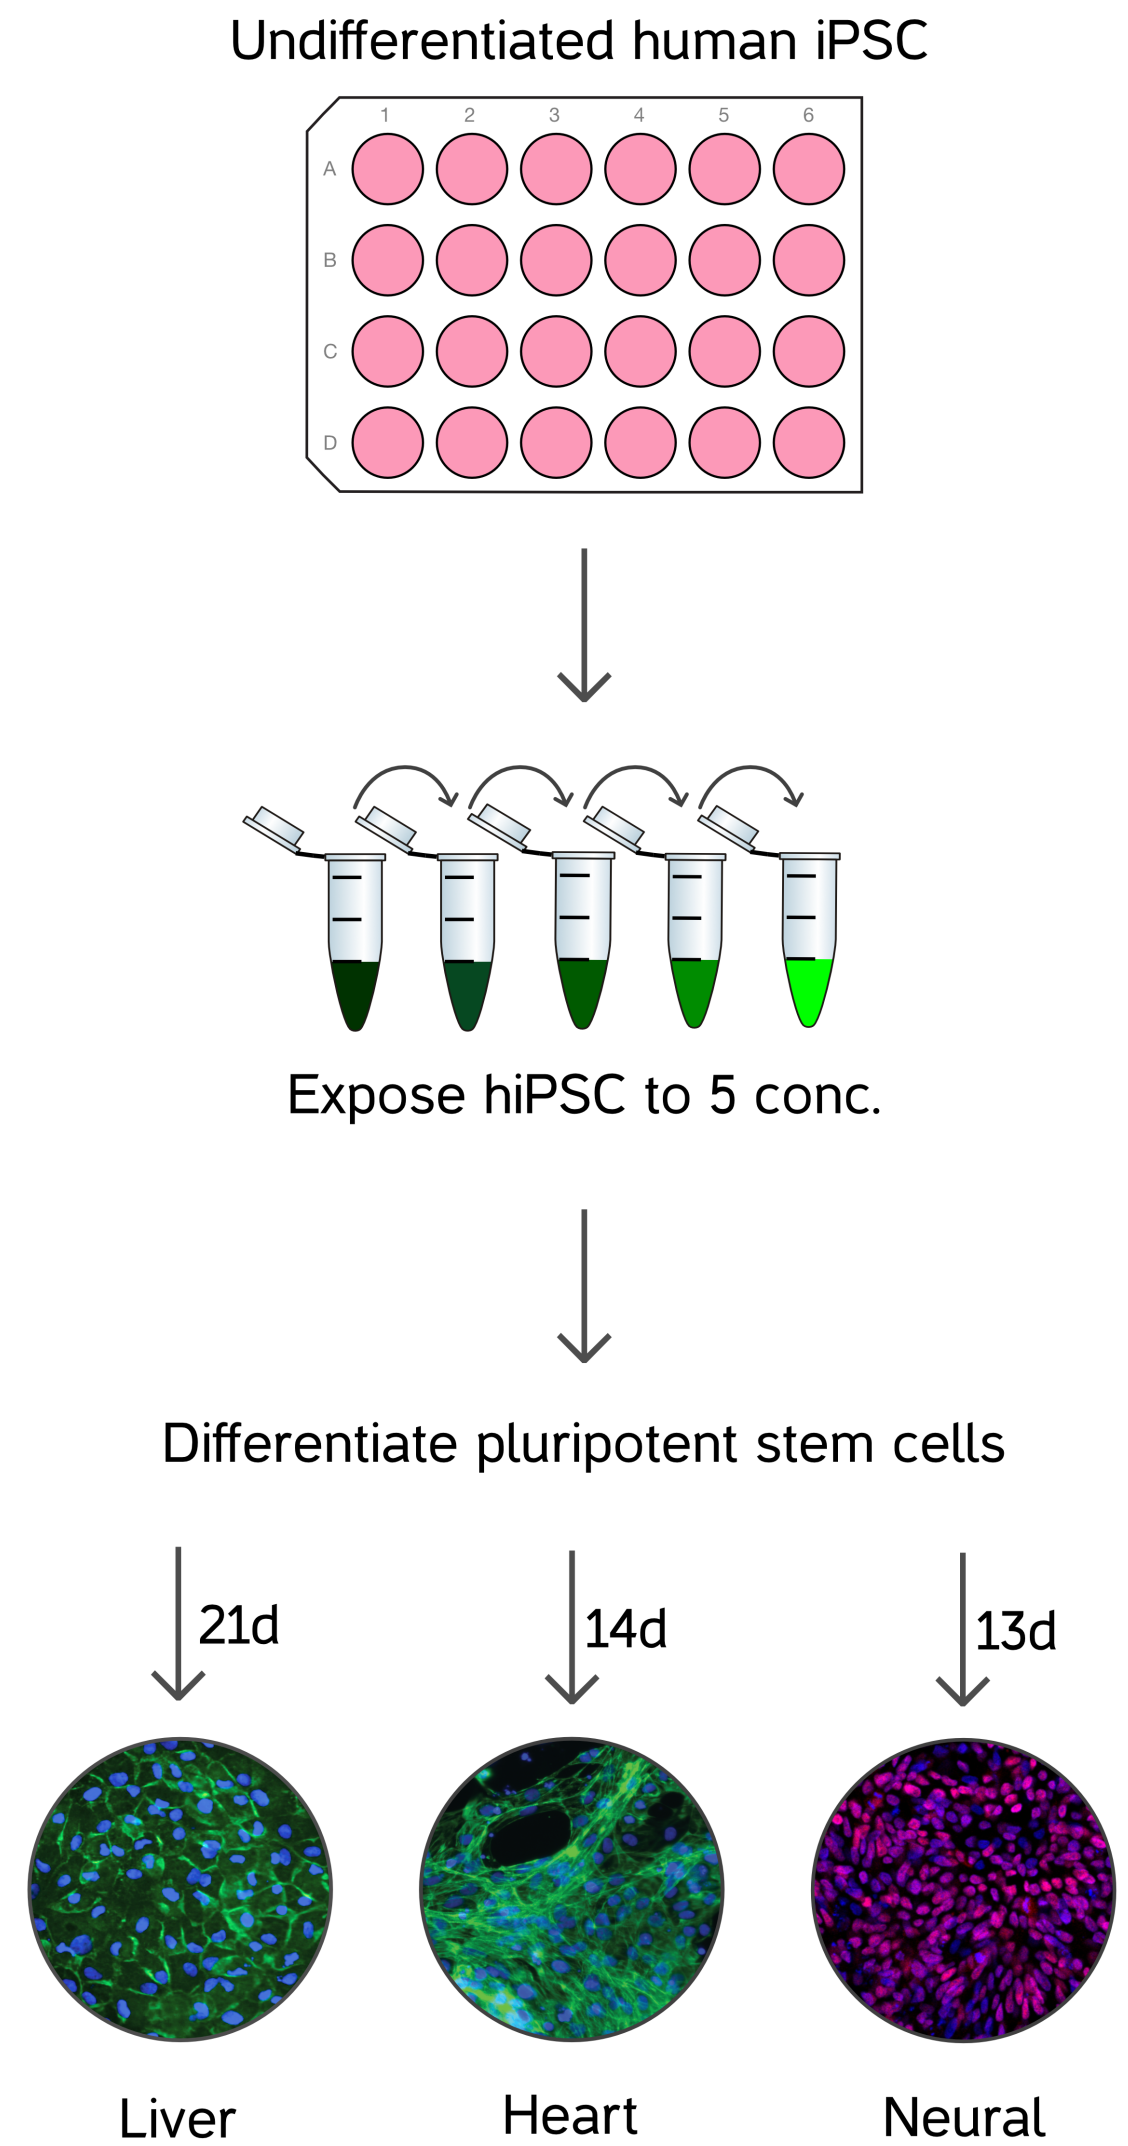 Undifferentiated human iPSC
1 2 3 4 5 6
A
B
C
D
Expose hiPSC to 5 conc.
Differentiate pluripotent stem cells
21d 14d 13d
Liver Heart Neural